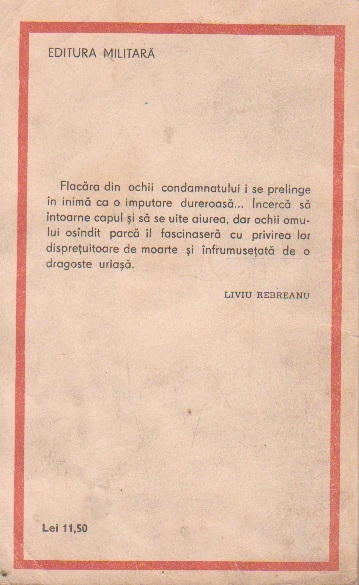 EDITURA MILITARĂ
Flacăra din ochii condamnatului i se prelinge
în inimă ca o imputare dureroasă... Încercă să
întoarne capul și să se uite aiurea, dar ochii omu-
lui osîndit parcă îl fascinaseră cu privirea lor
disprețuitoare de moarte și înfrumusețată de o
dragoste uriașă.
LIVIU REBREANU
Lei 11,50